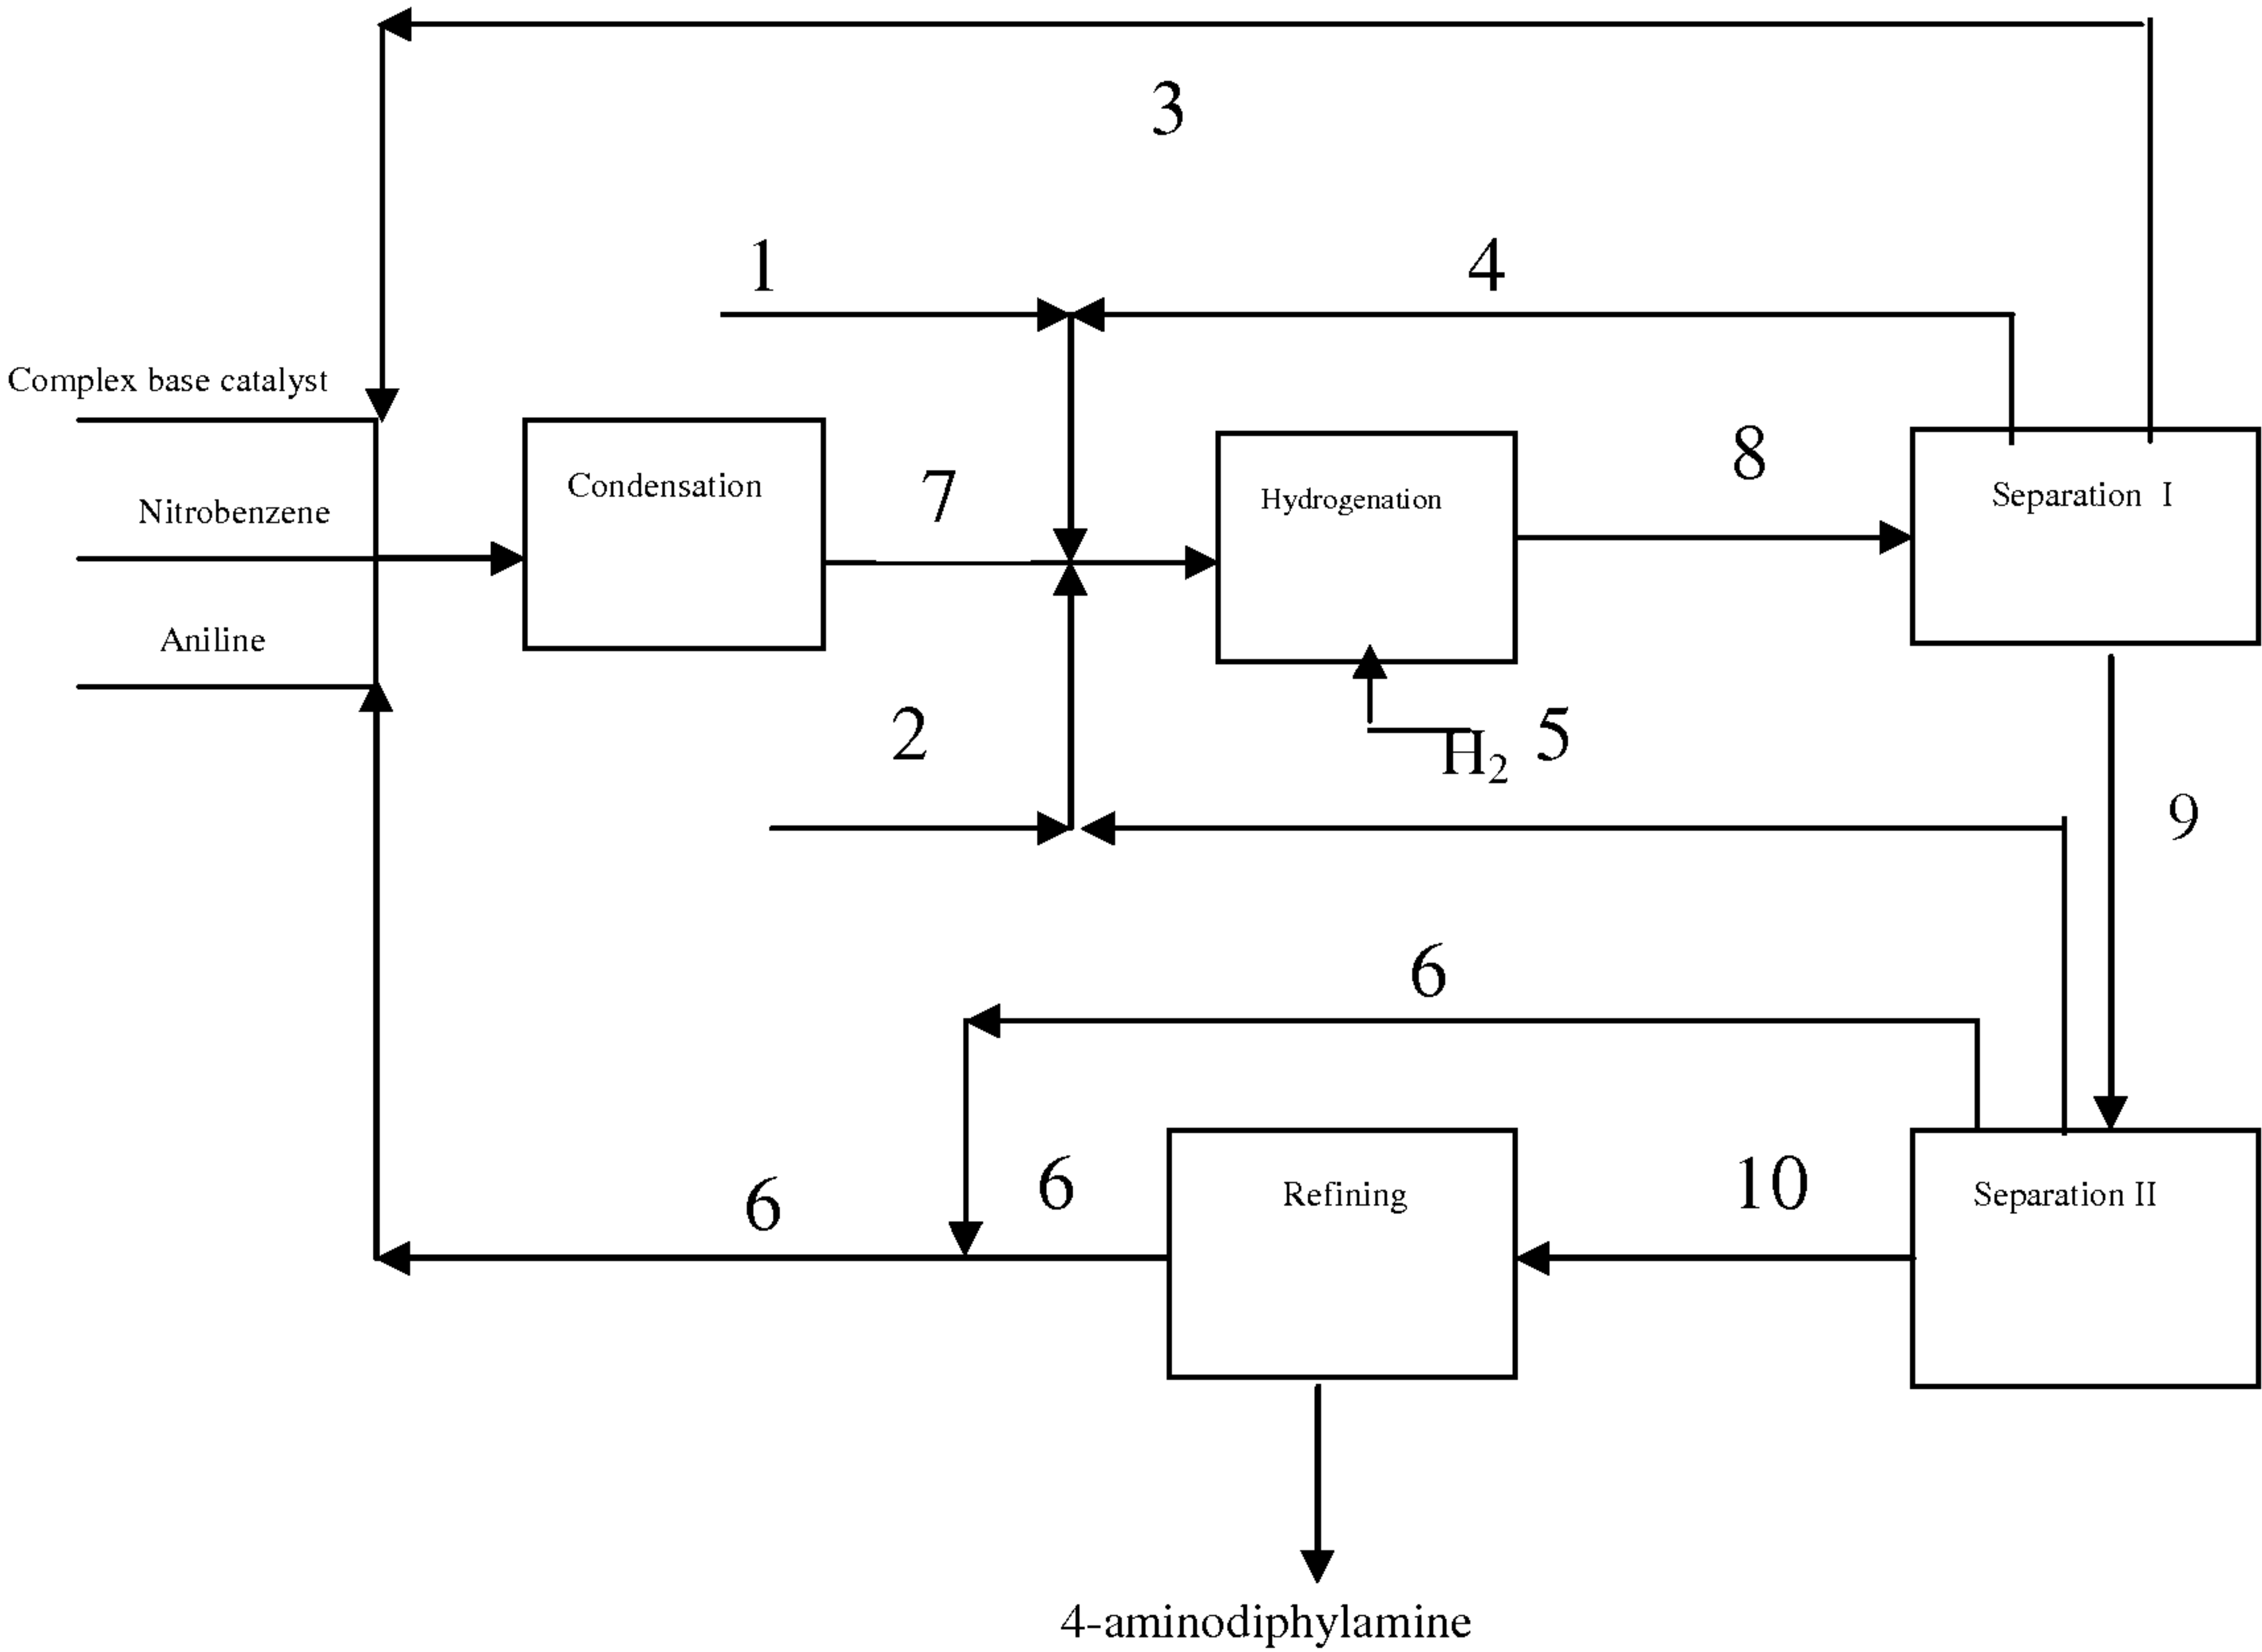 3
1
4
Complex base catalyst
Condensation
7
Hydrogenation
8
Separation I
Nitrobenzene
Aniline
2
H₂
5
9
6
6
6
Refining
10
Separation II
4-aminodiphylamine